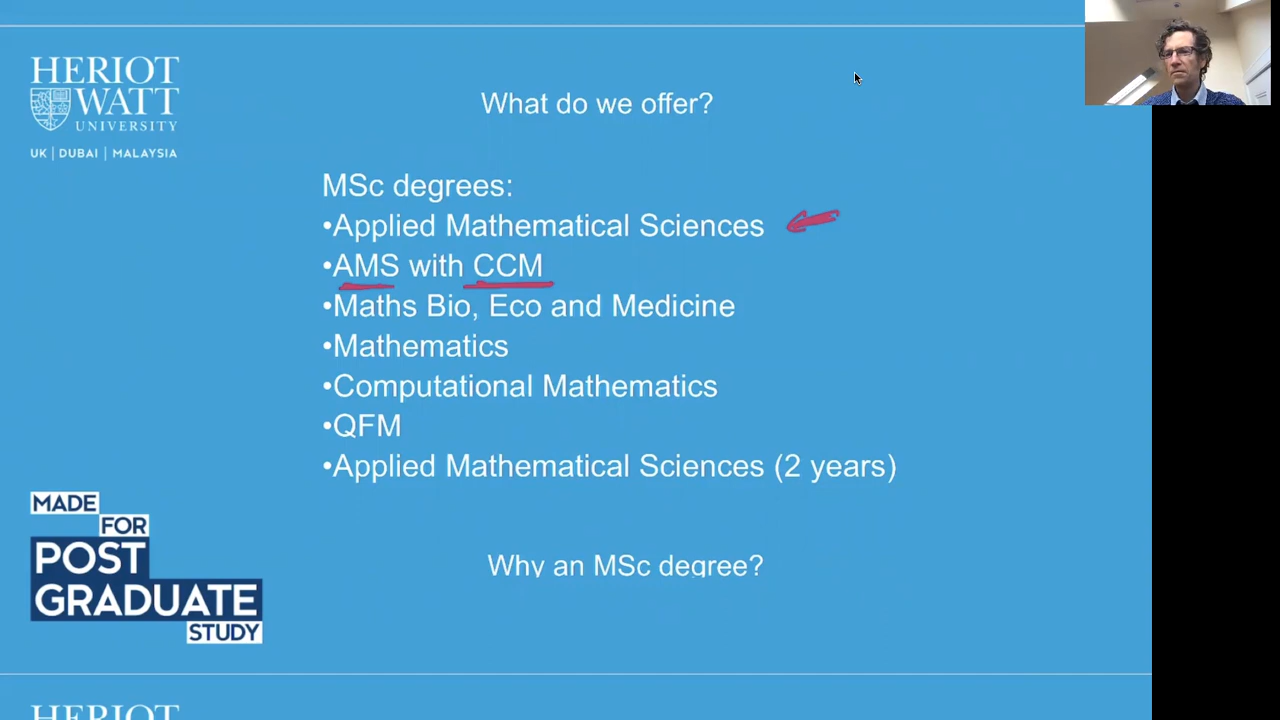 HERIOT
WATT
UNIVERSITY
UK | DUBAI | MALAYSIA
What do we offer?
MSc degrees:
•Applied Mathematical Sciences
•AMS with CCM
•Maths Bio, Eco and Medicine
•Mathematics
•Computational Mathematics
•QFM
•Applied Mathematical Sciences (2 years)
MADE
FOR
POST
GRADUATE
STUDY
Why an MSc degree?
HERIOT